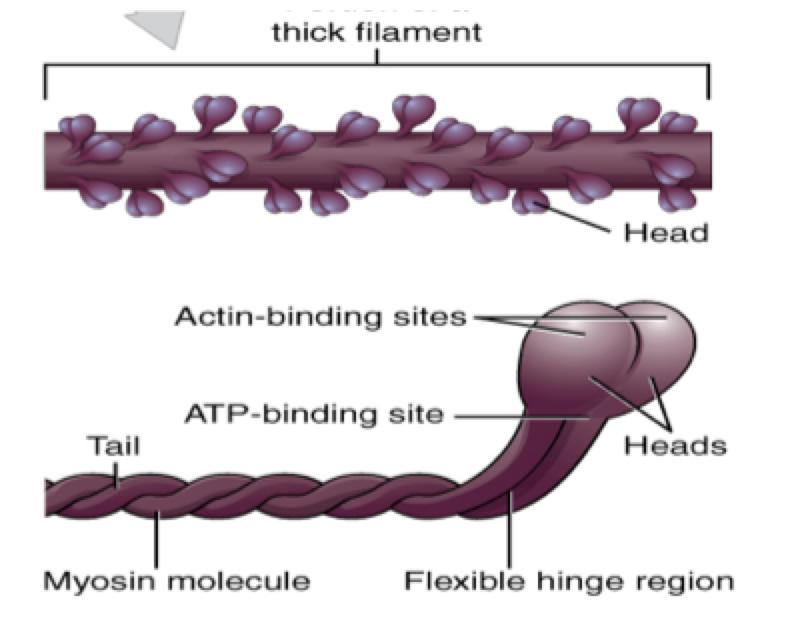 thick filament
Head
Actin-binding sites
ATP-binding site
Tail
Heads
Myosin molecule
Flexible hinge region